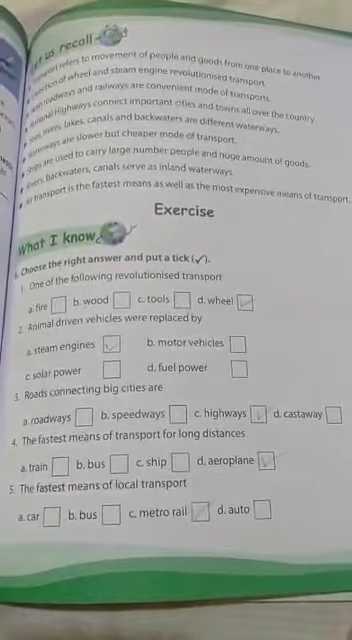 us recall
refers to movement of people and goods from one place to another
of wheel and steam engine revolutionised transport.
roadways and railways are convenient mode of transports.
Highways connect important cities and towns all over the country
rivers, lakes, canals and backwaters are different waterways.
waterways are slower but cheaper mode of transport.
ships are used to carry large number people and huge amount of goods.
backwaters, canals serve as inland waterways.
Air transport is the fastest means as well as the most expensive means of transport.
Exercise
What I know
Choose the right answer and put a tick (✓).
1. One of the following revolutionised transport
a. fire b. wood c. tools d. wheel ✓
2. Animal driven vehicles were replaced by
a. steam engines ✓ b. motor vehicles
c. solar power d. fuel power
3. Roads connecting big cities are
a. roadways b. speedways c. highways ✓ d. castaway
4. The fastest means of transport for long distances
a. train b. bus c. ship d. aeroplane ✓
5. The fastest means of local transport
a. car b. bus c. metro rail ✓ d. auto